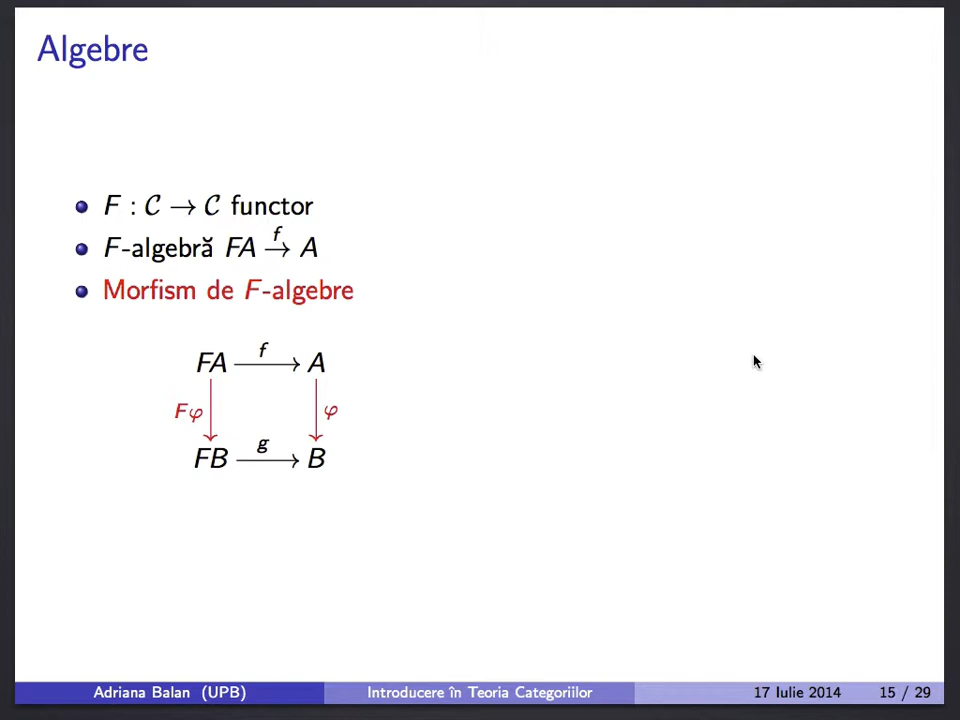 Algebre
F : C → C functor
F-algebră FA →f A
Morfism de F-algebre
FA f A
Fφ φ
FB g B
Adriana Balan (UPB) Introducere în Teoria Categoriilor 17 Iulie 2014 15 / 29